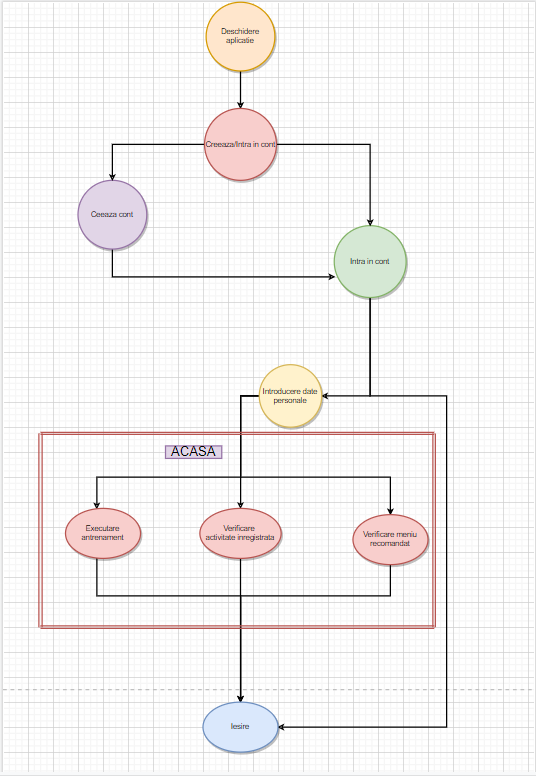 Deschidere
aplicatie
Creeaza/Intra in cont
Ceeaza cont
Intra in cont
Introducere date
personale
ACASA
Executare
antrenament
Verificare
activitate inregistrata
Verificare meniu
recomandat
Iesire